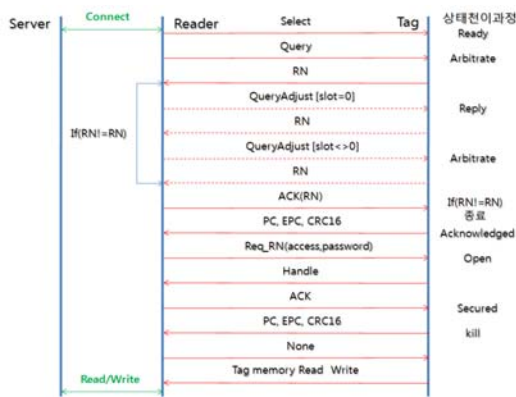 Server Connect Reader Select Tag 상태천이과정
Ready
Query
Arbitrate
RN
QueryAdjust [slot=0]
Reply
RN
If(RN!=RN)
QueryAdjust [slot<>0]
Arbitrate
RN
ACK(RN)
If(RN!=RN)
종료
PC, EPC, CRC16
Acknowledged
Req_RN(access,password)
Open
Handle
ACK
Secured
PC, EPC, CRC16
kill
None
Tag memory Read Write
Read/Write